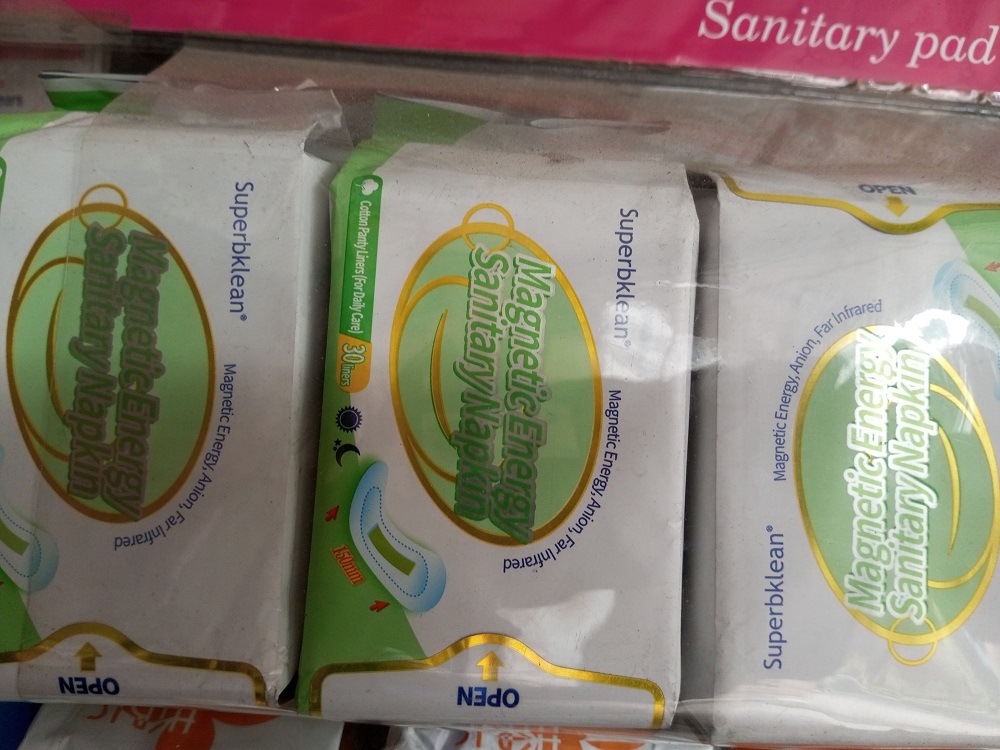 Sanitary pad
Superbklean®
Magnetic Energy
Sanitary Napkin
Magnetic Energy, Anion, Far Infrared
OPEN
Cotton Panty Liners (For Daily Care)
30 liners
Superbklean®
Magnetic Energy
Sanitary Napkin
Magnetic Energy, Anion, Far Infrared
150mm
OPEN
OPEN
Magnetic Energy, Anion, Far Infrared
Magnetic Energy
Sanitary Napkin
Superbklean®